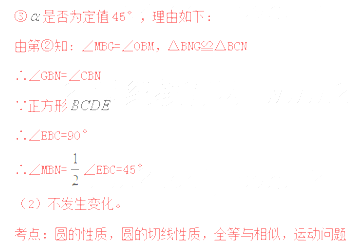 ③α是否为定值45°，理由如下：
由第②知：∠MBG=∠OBM，△BNG≌△BCN
∴∠GBN=∠CBN
∵正方形BCDE
∴∠EBC=90°
∴∠MBN=1/2∠EBC=45°
（2）不发生变化。
考点：圆的性质，圆的切线性质，全等与相似，运动问题